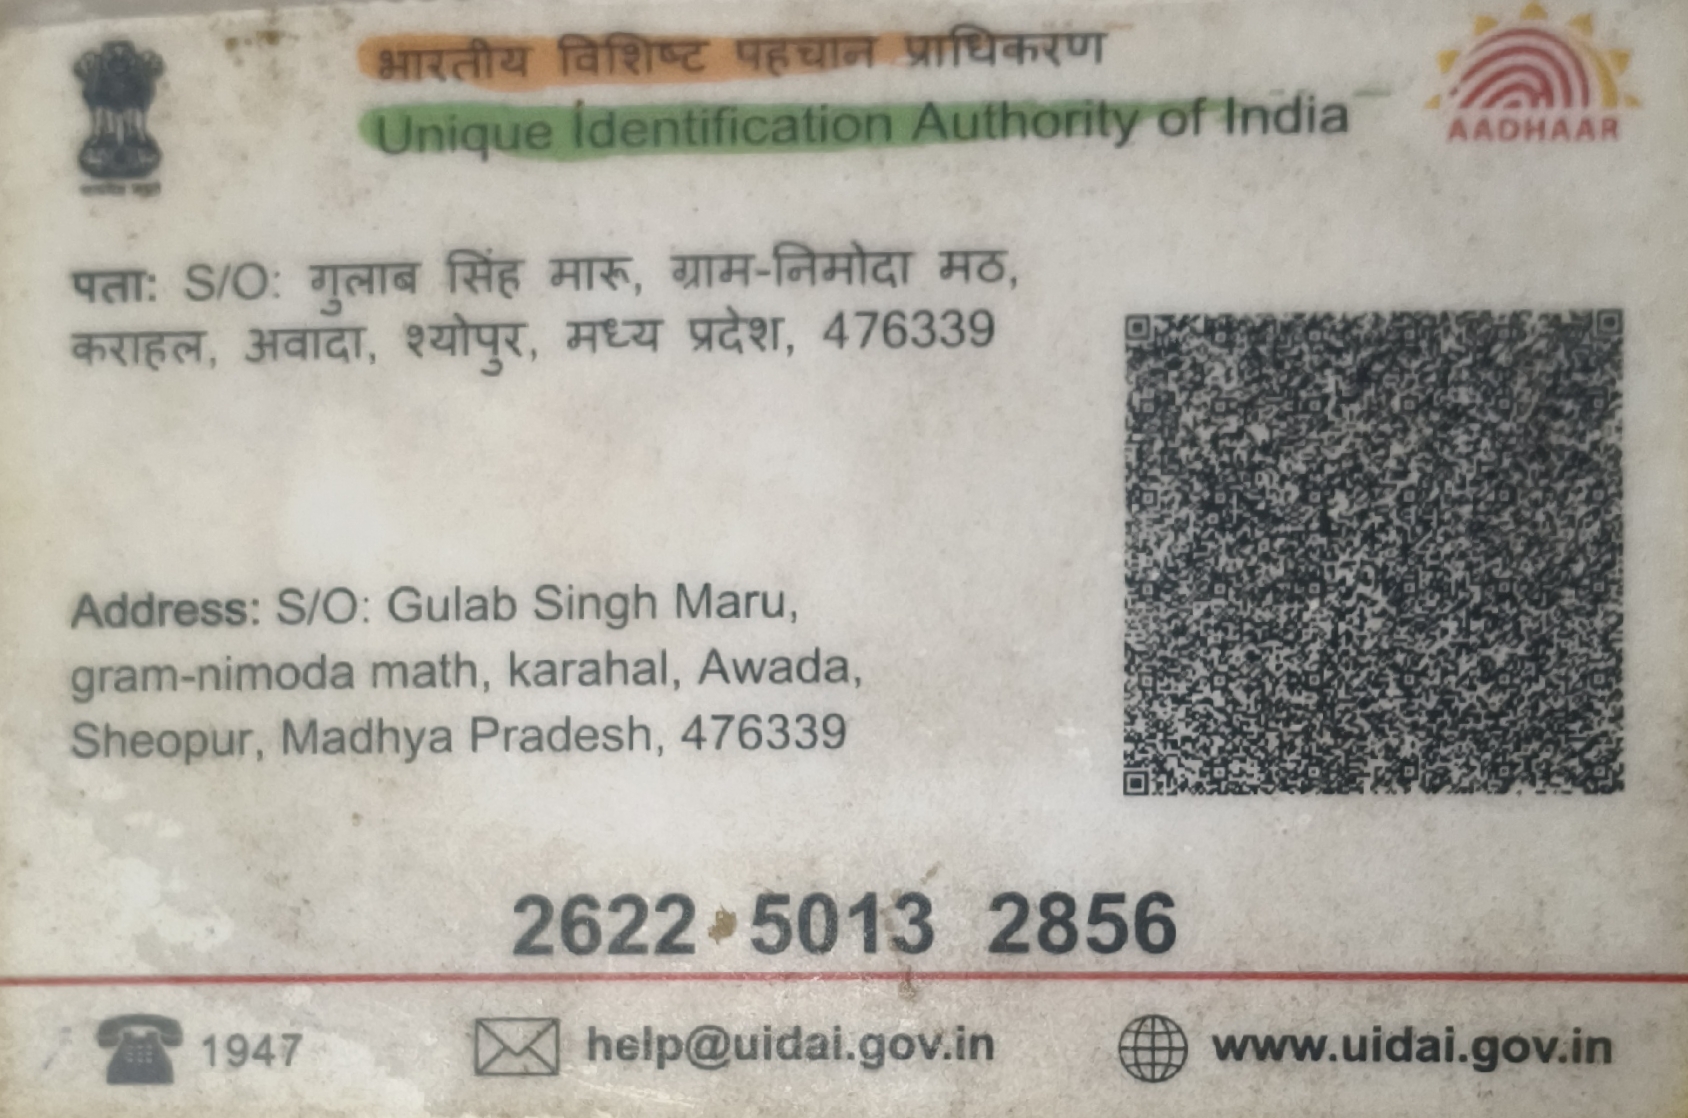 भारतीय विशिष्ट पहचान प्राधिकरण
Unique Identification Authority of India
AADHAAR
पता: S/O: गुलाब सिंह मारू, ग्राम-निमोदा मठ,
कराहल, अवादा, श्योपुर, मध्य प्रदेश, 476339
Address: S/O: Gulab Singh Maru,
gram-nimoda math, karahal, Awada,
Sheopur, Madhya Pradesh, 476339
2622 5013 2856
1947
help@uidai.gov.in
www.uidai.gov.in